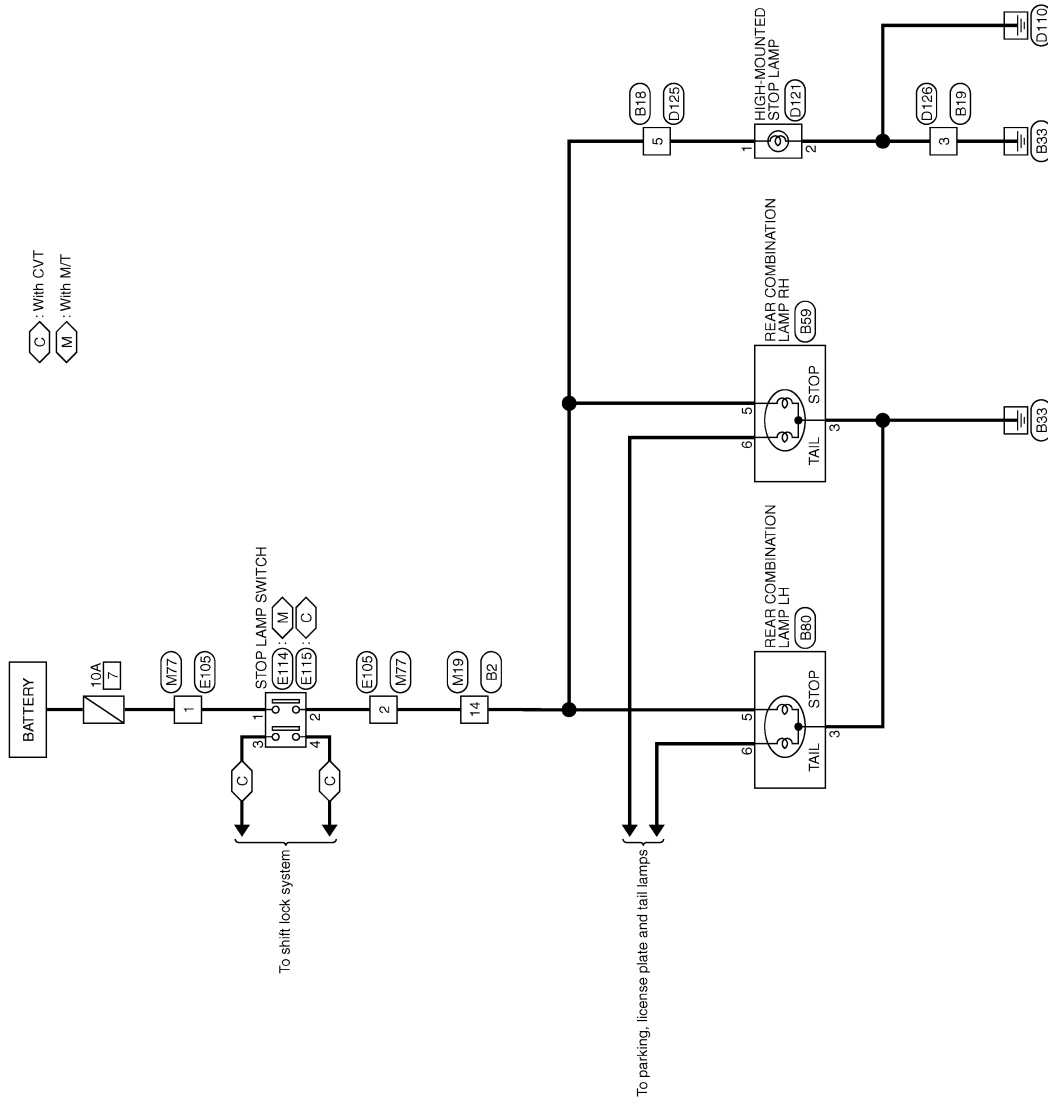 C : With CVT
M : With M/T
BATTERY
10A
7
1
M77
E105
STOP LAMP SWITCH
E114 : M
E115 : C
1
3
2
4
C
C
To shift lock system
2
E105
M77
14
M19
B2
B18
D125
5
HIGH-MOUNTED
STOP LAMP
D121
1
2
D126
B19
3
B33
D110
REAR COMBINATION
LAMP RH
B59
5
6
STOP
TAIL
3
B33
REAR COMBINATION
LAMP LH
B80
5
6
STOP
TAIL
3
To parking, license plate and tail lamps